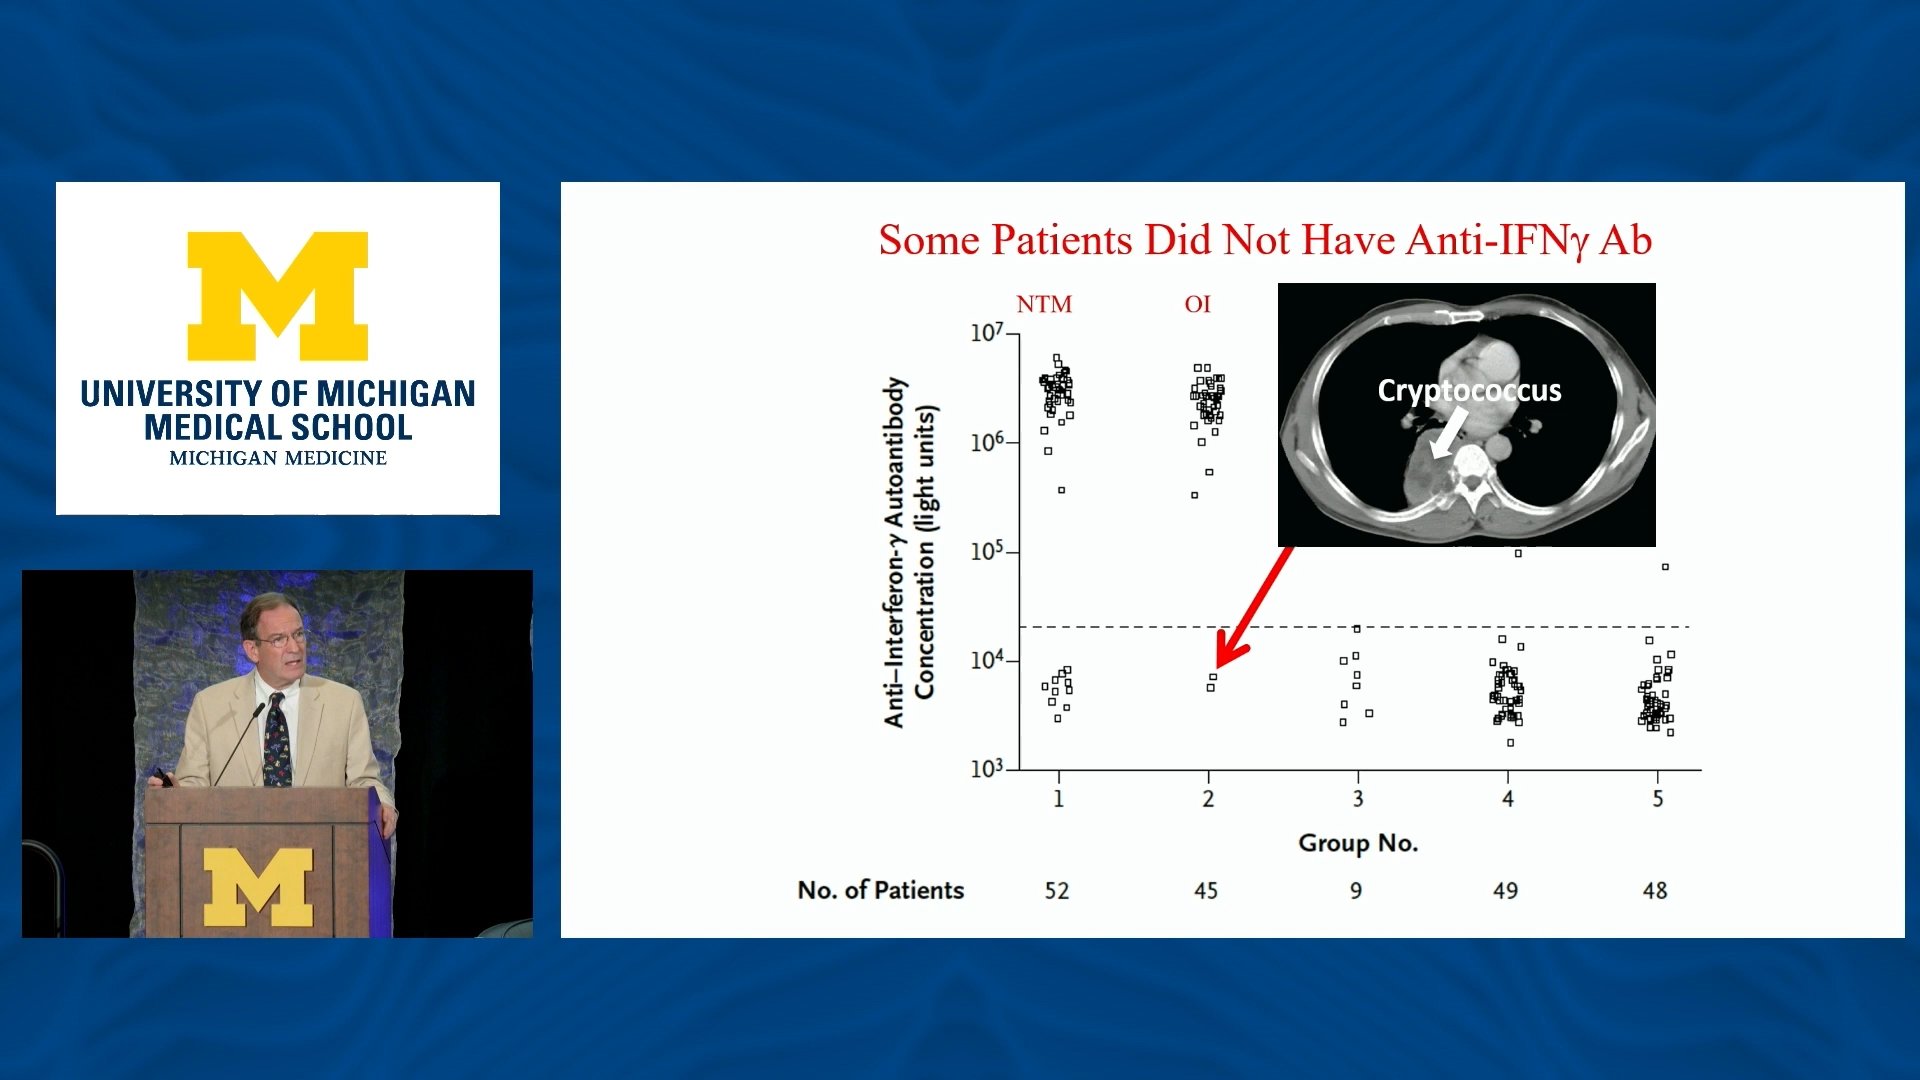 M
UNIVERSITY OF MICHIGAN
MEDICAL SCHOOL
MICHIGAN MEDICINE
M
Some Patients Did Not Have Anti-IFNγ Ab
NTM OI
Cryptococcus
Anti–Interferon-γ Autoantibody
Concentration (light units)
10⁷
10⁶
10⁵
10⁴
10³
1 2 3 4 5
Group No.
No. of Patients 52 45 9 49 48